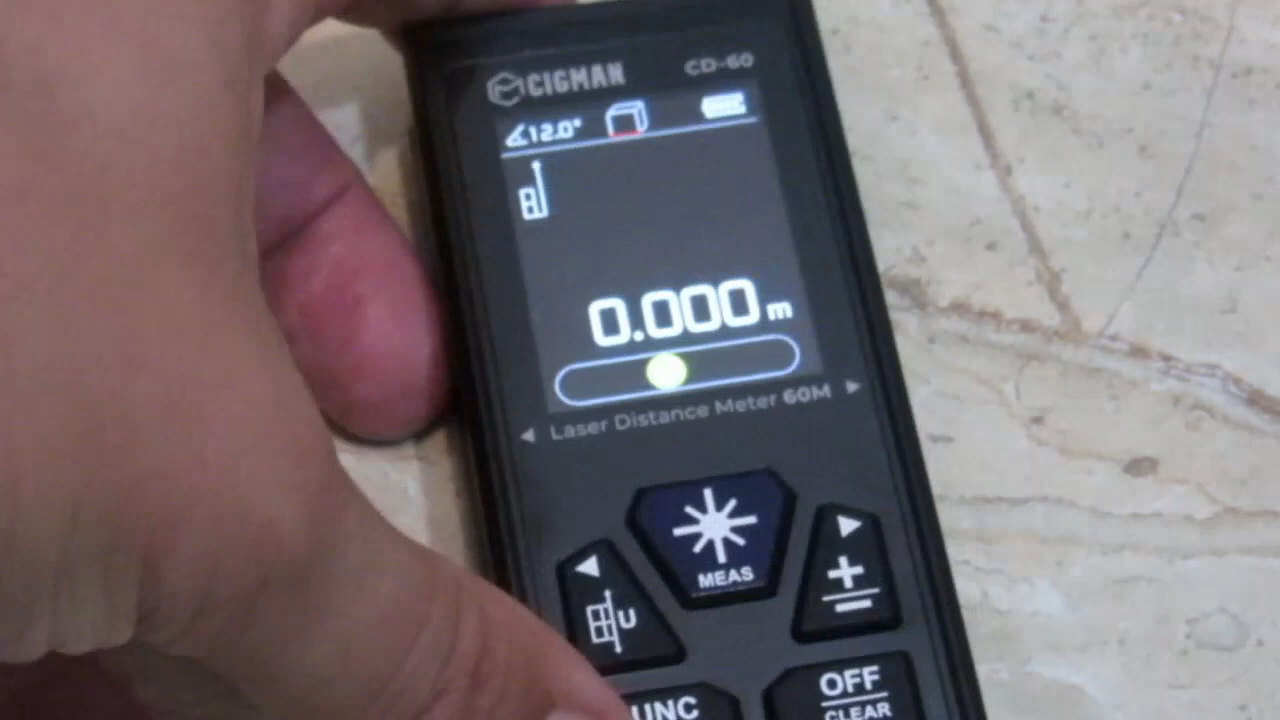 CIGMAN CD-60
12.0°
0.000 m
Laser Distance Meter 60M
MEAS
U
UNC
OFF
CLEAR